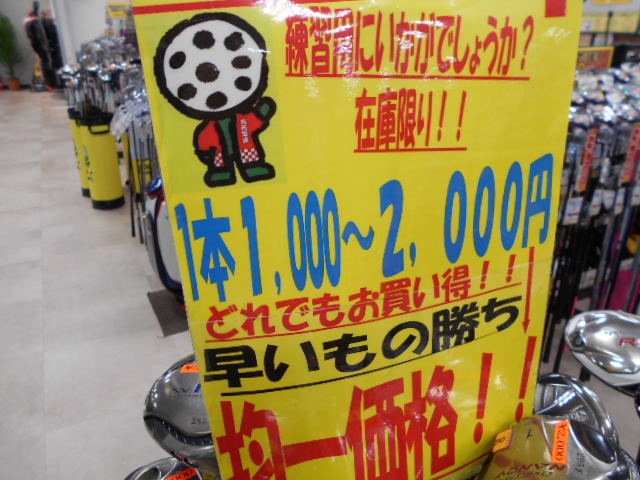 練習用にいかがでしょうか?
在庫限り!!
1本1,000~2,000円
どれでもお買い得!!
早いもの勝ち
均一価格!!